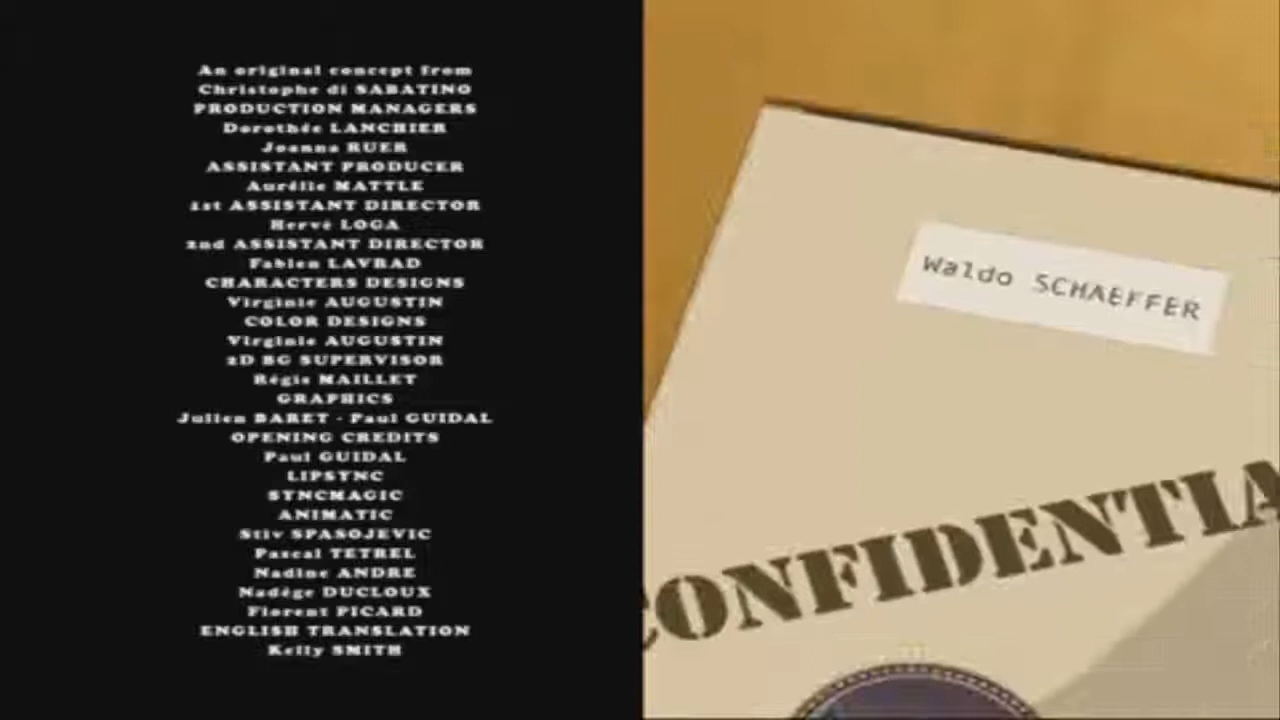 An original concept from
Christophe di SABATINO
PRODUCTION MANAGERS
Dorothée LANCHIER
Joanna RUER
ASSISTANT PRODUCER
Aurélie MATTLE
1st ASSISTANT DIRECTOR
Hervé LOGA
2nd ASSISTANT DIRECTOR
Fabien LAVRAD
CHARACTERS DESIGNS
Virginie AUGUSTIN
COLOR DESIGNS
Virginie AUGUSTIN
2D BG SUPERVISOR
Régis MAILLET
GRAPHICS
Julien BARET - Paul GUIDAL
OPENING CREDITS
Paul GUIDAL
LIPSYNC
SYNCMAGIC
ANIMATIC
Stiv SPASOJEVIC
Pascal TETREL
Nadine ANDRE
Nadège DUCLOUX
Florent PICARD
ENGLISH TRANSLATION
Kelly SMITH
Waldo SCHAEFFER
CONFIDENTIA